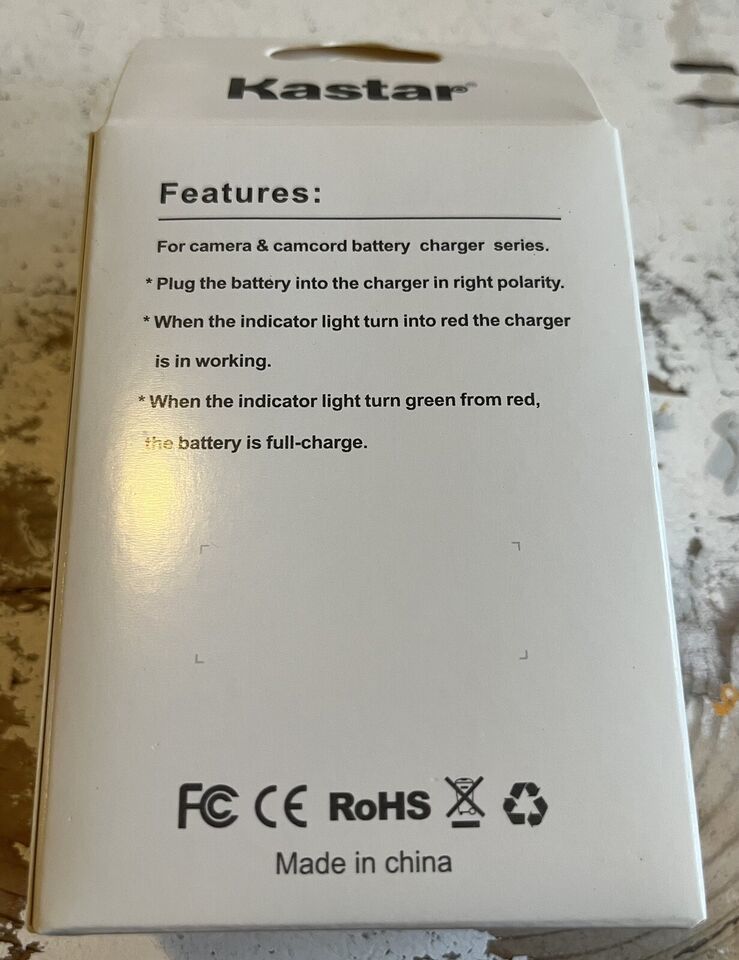 Kastar®
Features:
For camera & camcord battery charger series.
* Plug the battery into the charger in right polarity.
* When the indicator light turn into red the charger
is in working.
* When the indicator light turn green from red,
the battery is full-charge.
FC CE RoHS
Made in china